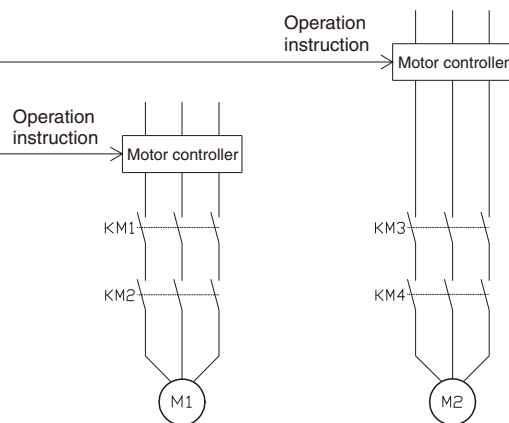 Operation
instruction
Motor controller
Operation
instruction
Motor controller
KM1
KM3
KM2
KM4
M1
M2